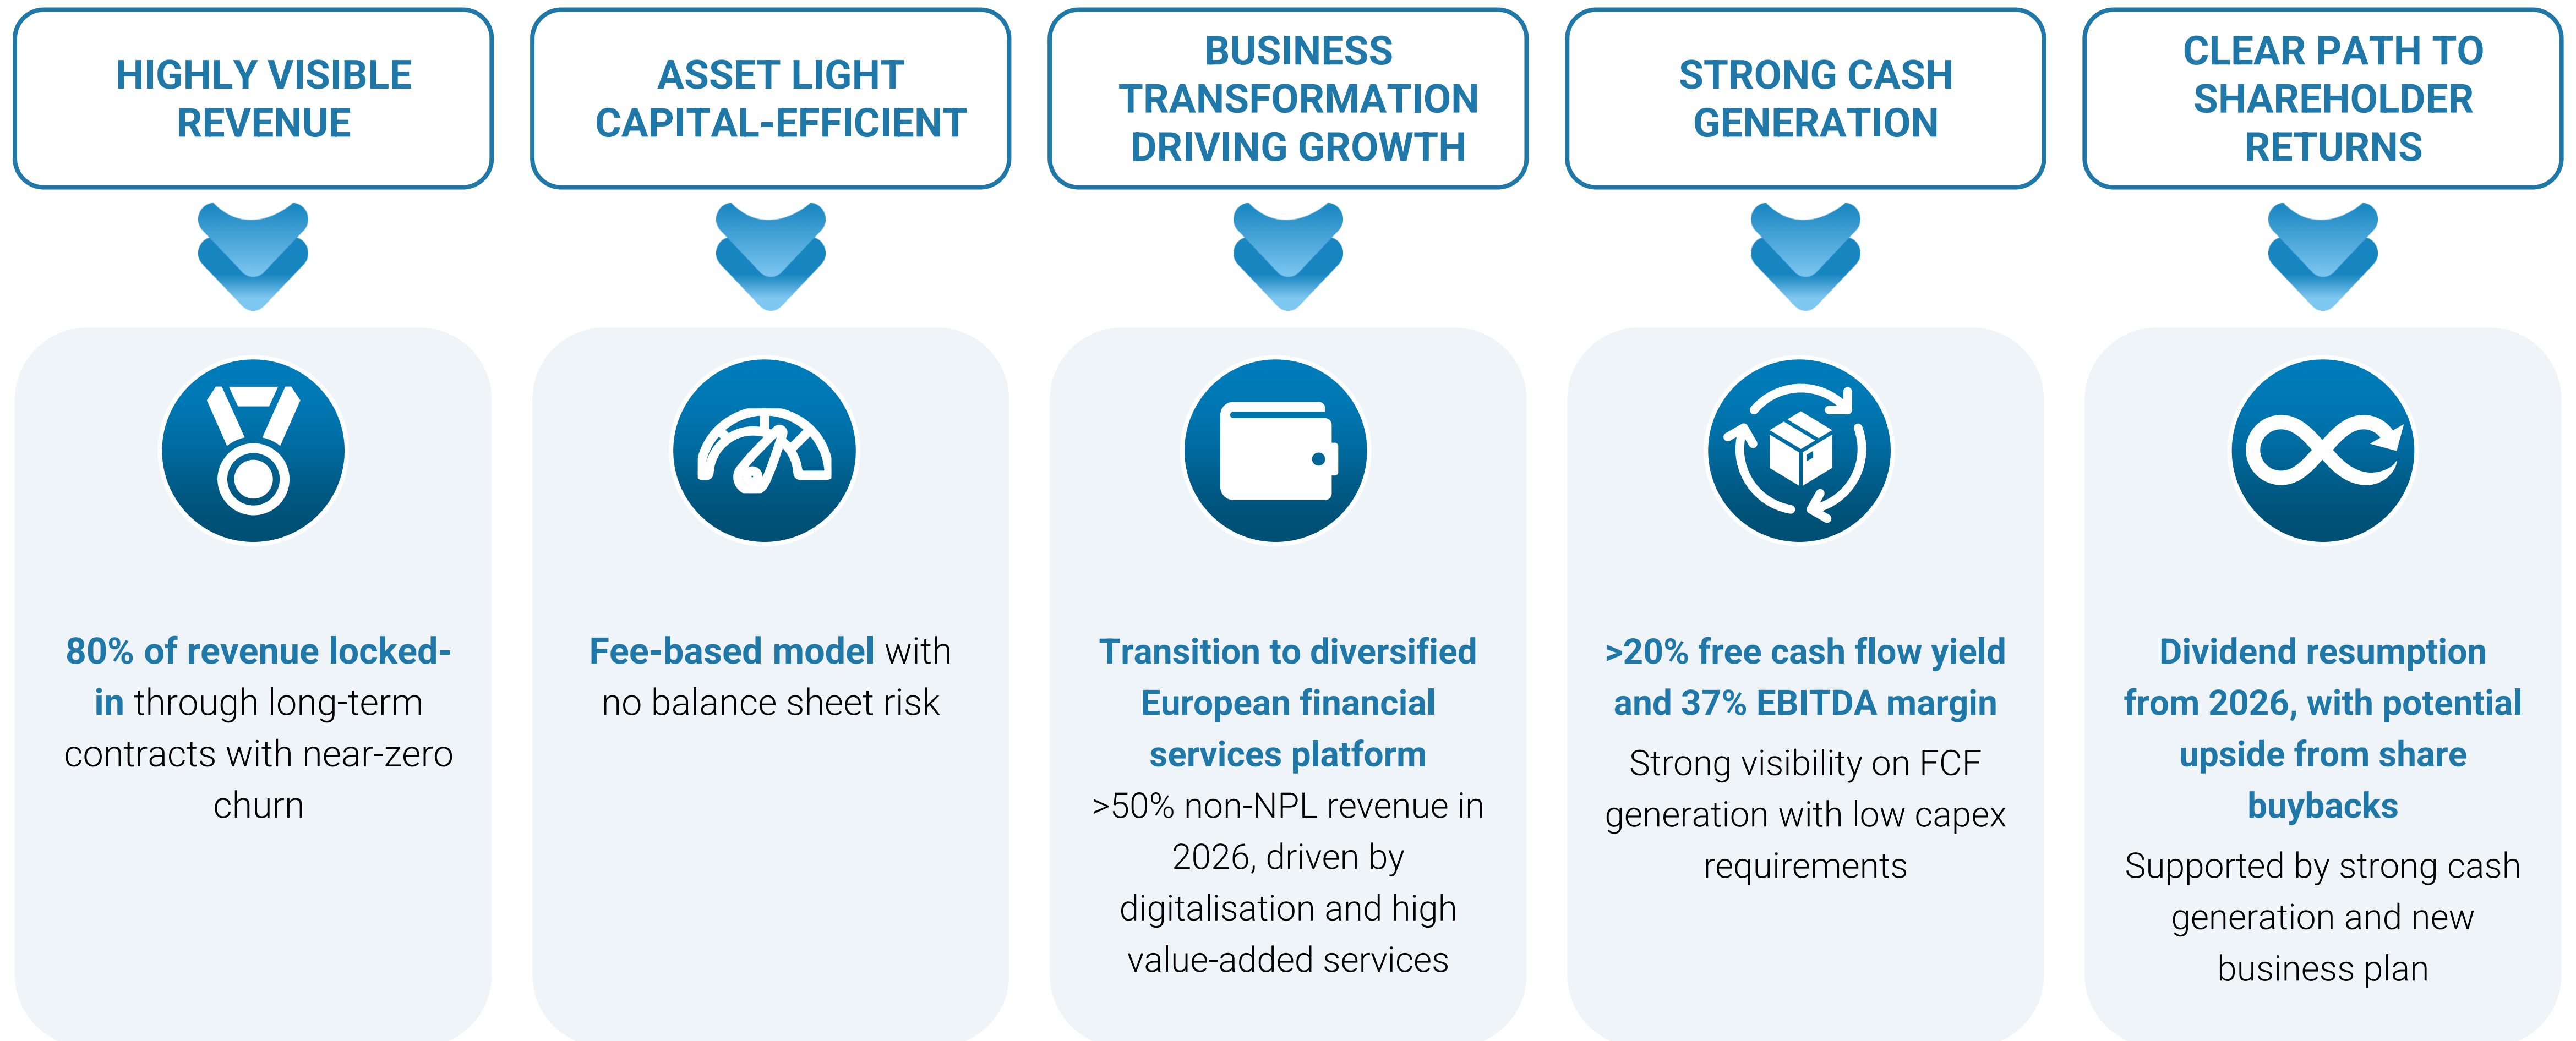 HIGHLY VISIBLE
REVENUE
80% of revenue locked-
in through long-term
contracts with near-zero
churn
ASSET LIGHT
CAPITAL-EFFICIENT
Fee-based model with
no balance sheet risk
BUSINESS
TRANSFORMATION
DRIVING GROWTH
Transition to diversified
European financial
services platform
>50% non-NPL revenue in
2026, driven by
digitalisation and high
value-added services
STRONG CASH
GENERATION
>20% free cash flow yield
and 37% EBITDA margin
Strong visibility on FCF
generation with low capex
requirements
CLEAR PATH TO
SHAREHOLDER
RETURNS
Dividend resumption
from 2026, with potential
upside from share
buybacks
Supported by strong cash
generation and new
business plan